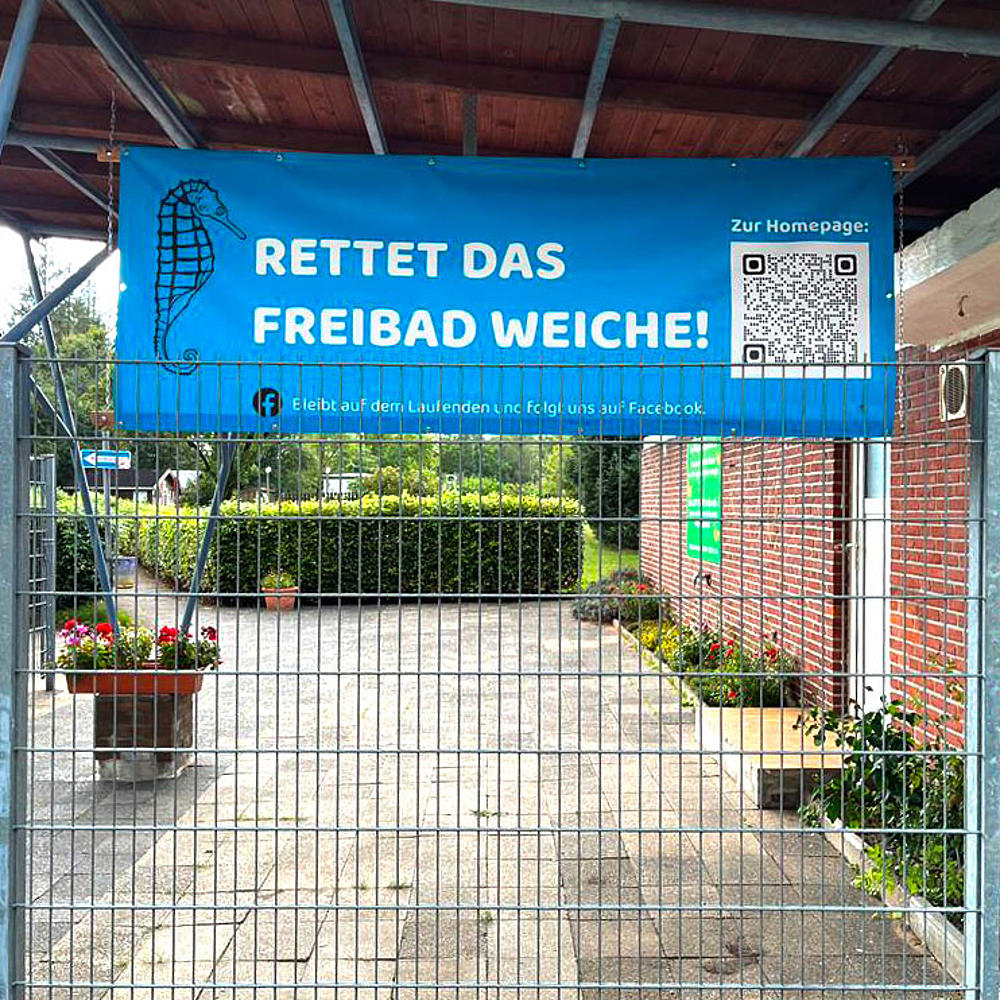 RETTET DAS
FREIBAD WEICHE!
Zur Homepage:
Bleibt auf dem Laufenden und folgt uns auf Facebook.